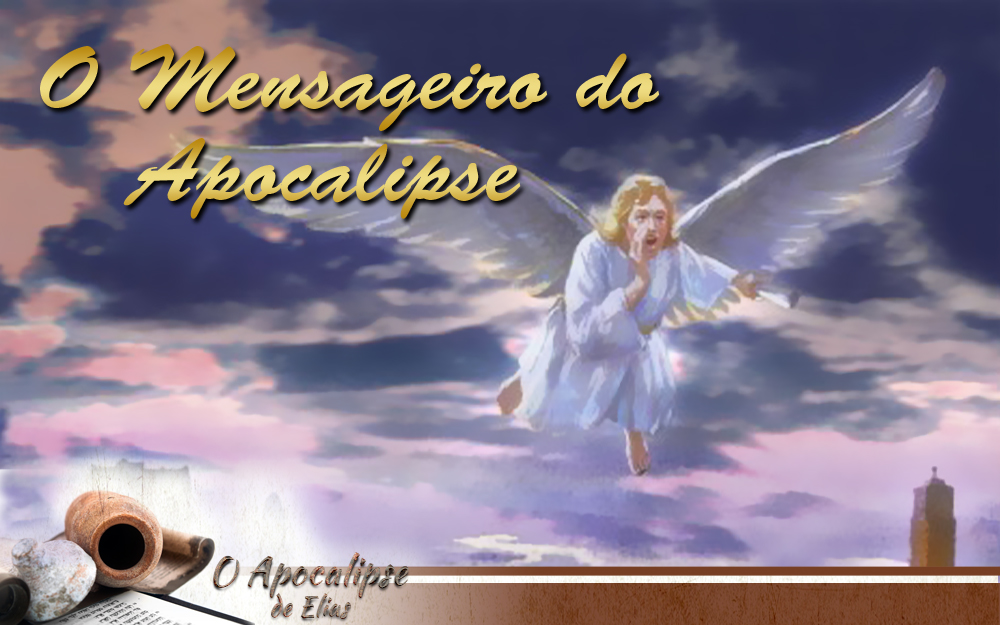 O Mensageiro do
Apocalipse
O Apocalipse
de Elias